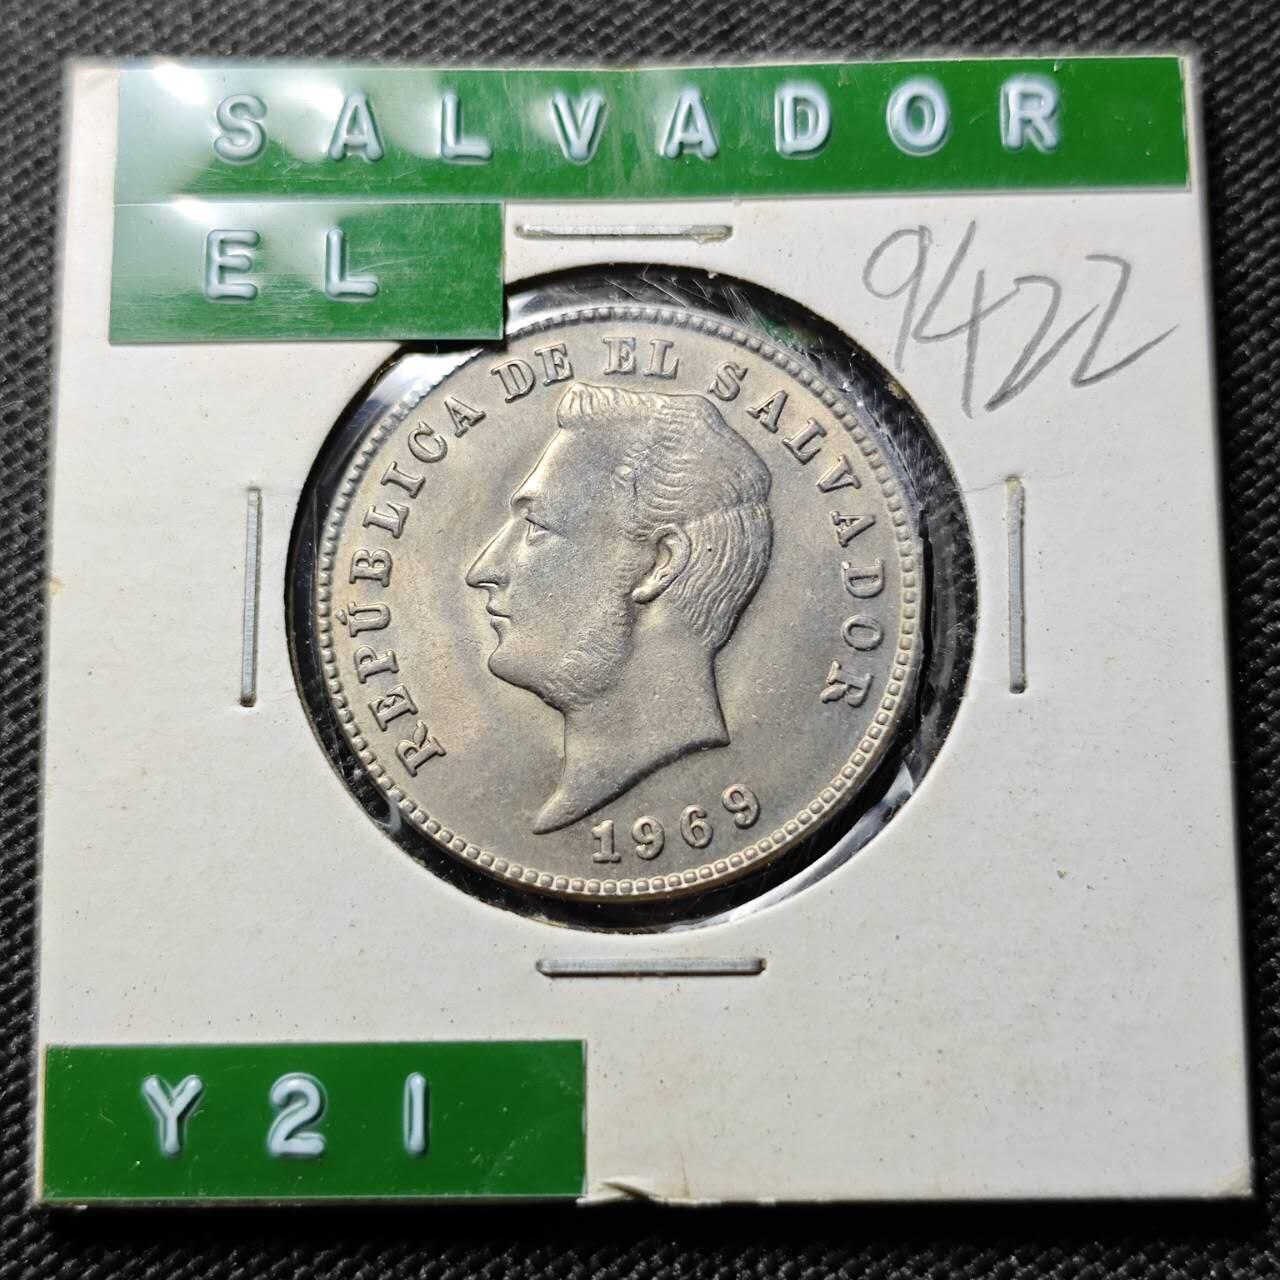 SALVADOR
EL
9422
REPÚBLICA DE EL SALVADOR
1969
Y21